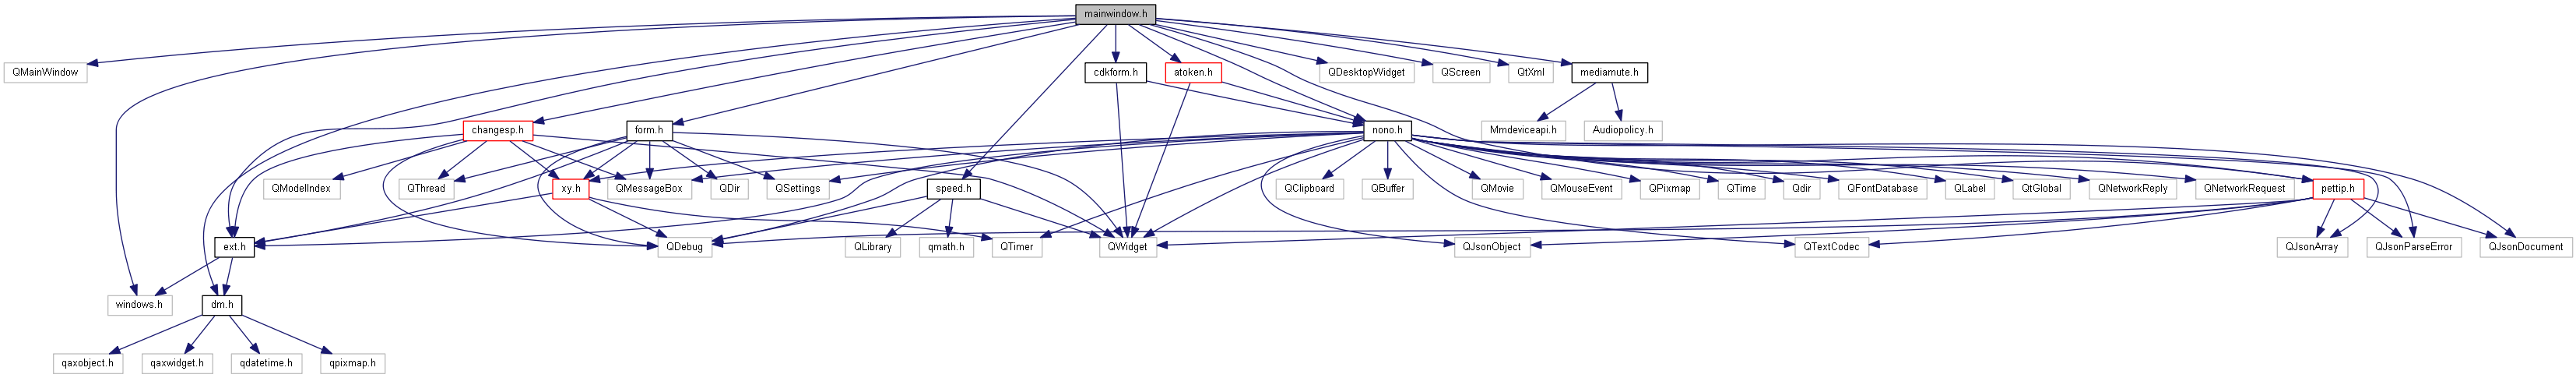 mainwindow.h
QMainWindow
cdkform.h
atoken.h
QDesktopWidget
QScreen
QtXml
mediamute.h
changesp.h
form.h
nono.h
Mmdeviceapi.h
Audiopolicy.h
QModelIndex
QThread
xy.h
QMessageBox
QDir
QSettings
speed.h
QClipboard
QBuffer
QMovie
QMouseEvent
QPixmap
QTime
Qdir
QFontDatabase
QLabel
QtGlobal
QNetworkReply
QNetworkRequest
pettip.h
ext.h
QDebug
QLibrary
qmath.h
QTimer
QWidget
QJsonObject
QTextCodec
QJsonArray
QJsonParseError
QJsonDocument
windows.h
dm.h
qaxobject.h
qaxwidget.h
qdatetime.h
qpixmap.h